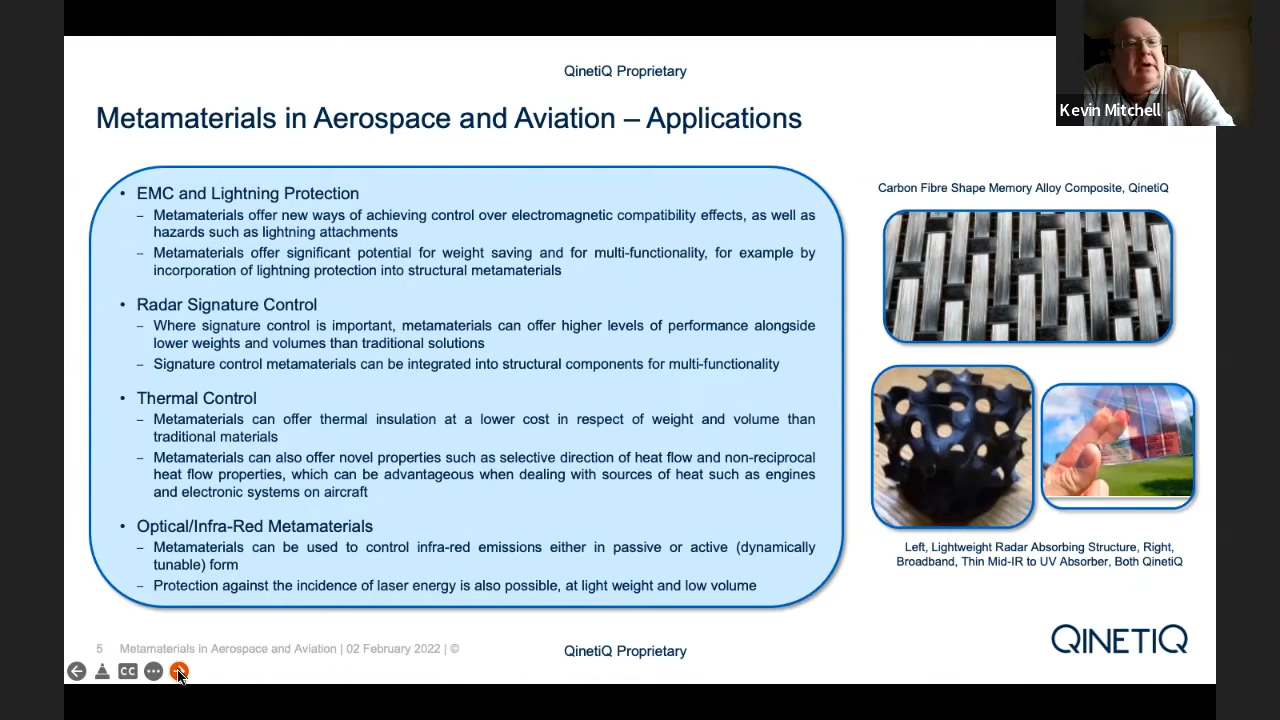 QinetiQ Proprietary
Kevin Mitchell
Metamaterials in Aerospace and Aviation – Applications
• EMC and Lightning Protection
– Metamaterials offer new ways of achieving control over electromagnetic compatibility effects, as well as
hazards such as lightning attachments
– Metamaterials offer significant potential for weight saving and for multi-functionality, for example by
incorporation of lightning protection into structural metamaterials
• Radar Signature Control
– Where signature control is important, metamaterials can offer higher levels of performance alongside
lower weights and volumes than traditional solutions
– Signature control metamaterials can be integrated into structural components for multi-functionality
• Thermal Control
– Metamaterials can offer thermal insulation at a lower cost in respect of weight and volume than
traditional materials
– Metamaterials can also offer novel properties such as selective direction of heat flow and non-reciprocal
heat flow properties, which can be advantageous when dealing with sources of heat such as engines
and electronic systems on aircraft
• Optical/Infra-Red Metamaterials
– Metamaterials can be used to control infra-red emissions either in passive or active (dynamically
tunable) form
– Protection against the incidence of laser energy is also possible, at light weight and low volume
Carbon Fibre Shape Memory Alloy Composite, QinetiQ
Left, Lightweight Radar Absorbing Structure, Right,
Broadband, Thin Mid-IR to UV Absorber, Both QinetiQ
5 Metamaterials in Aerospace and Aviation | 02 February 2022 | ©
QinetiQ Proprietary
QINETIQ
CC